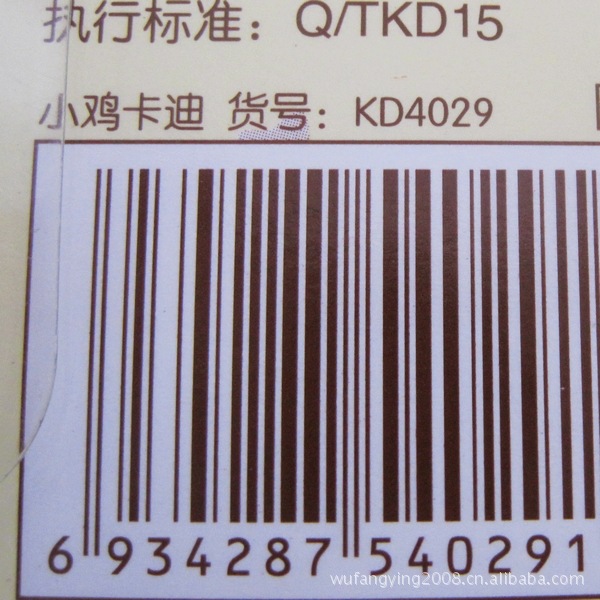 执行标准：Q/TKD15
小鸡卡迪 货号：KD4029
6 934287 540291
wufangying2008.cn.alibaba.com